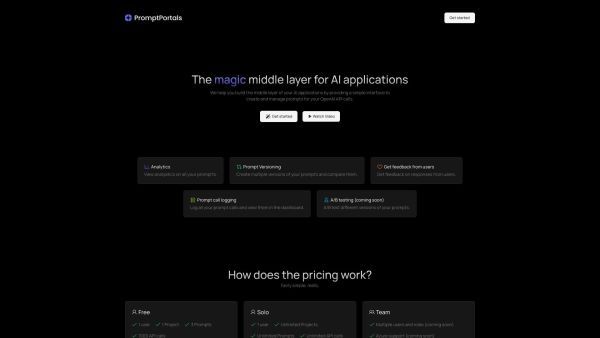 PromptPortals
Get started
The magic middle layer for AI applications
We help you build the middle layer of your AI applications by providing a simple interface to
create and manage prompts for your OpenAI API calls.
Get started
Watch Video
Analytics
View analytics on all your prompts.
Prompt Versioning
Create multiple versions of your prompts and compare them.
Get feedback from users
Get feedback on responses from users.
Prompt call logging
Log all your prompt calls and view them in the dashboard.
A/B testing (coming soon)
A/B test different versions of your prompts.
How does the pricing work?
Fairly simple, really.
Free
1 user
1 Project
3 Prompts
API calls
Solo
1 user
Unlimited Projects
Unlimited Prompts
Unlimited API calls
Team
Multiple users and video (coming soon)
support (coming soon)